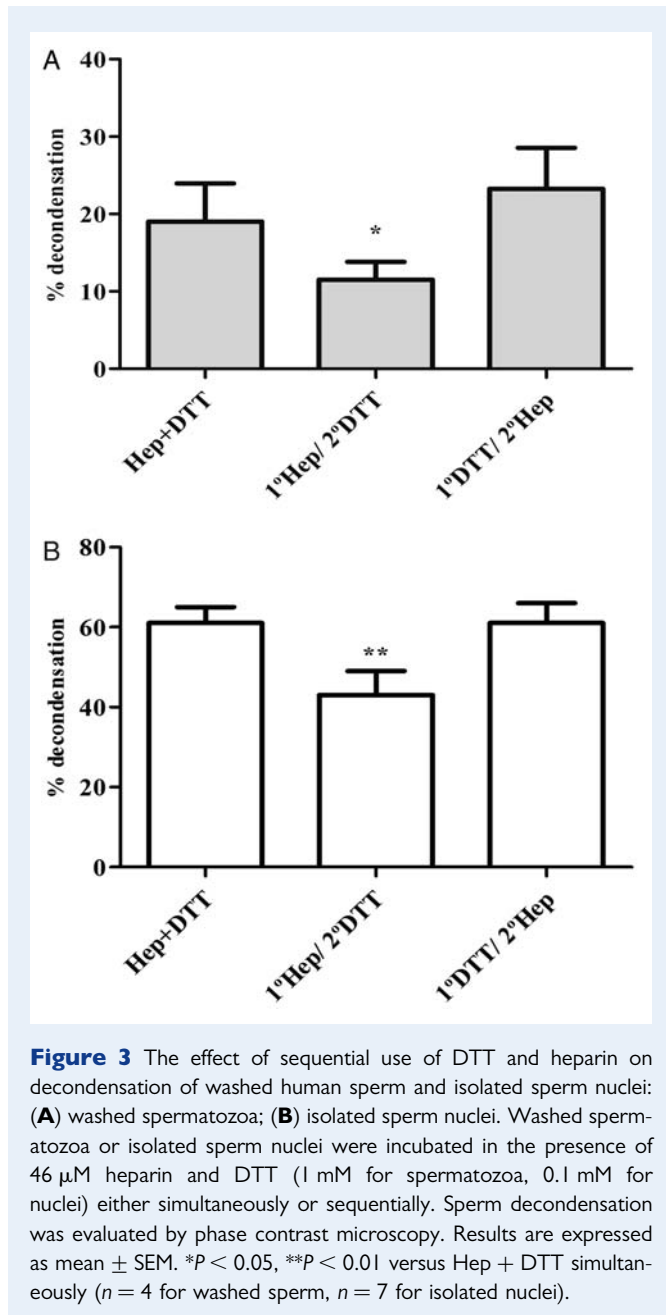 A
40
30
20
10
0
% decondensation
*
Hep+DTT
1ºHep/ 2ºDTT
1ºDTT/ 2ºHep
B
80
60
40
20
0
% decondensation
**
Hep+DTT
1ºHep/ 2ºDTT
1ºDTT/ 2ºHep
Figure 3 The effect of sequential use of DTT and heparin on
decondensation of washed human sperm and isolated sperm nuclei:
(A) washed spermatozoa; (B) isolated sperm nuclei. Washed sperm-
atozoa or isolated sperm nuclei were incubated in the presence of
46 μM heparin and DTT (1 mM for spermatozoa, 0.1 mM for
nuclei) either simultaneously or sequentially. Sperm decondensation
was evaluated by phase contrast microscopy. Results are expressed
as mean ± SEM. *P < 0.05, **P < 0.01 versus Hep + DTT simultan-
eously (n = 4 for washed sperm, n = 7 for isolated nuclei).